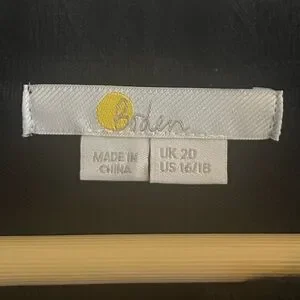 Boden
MADE IN
CHINA
UK 20
US 16/18